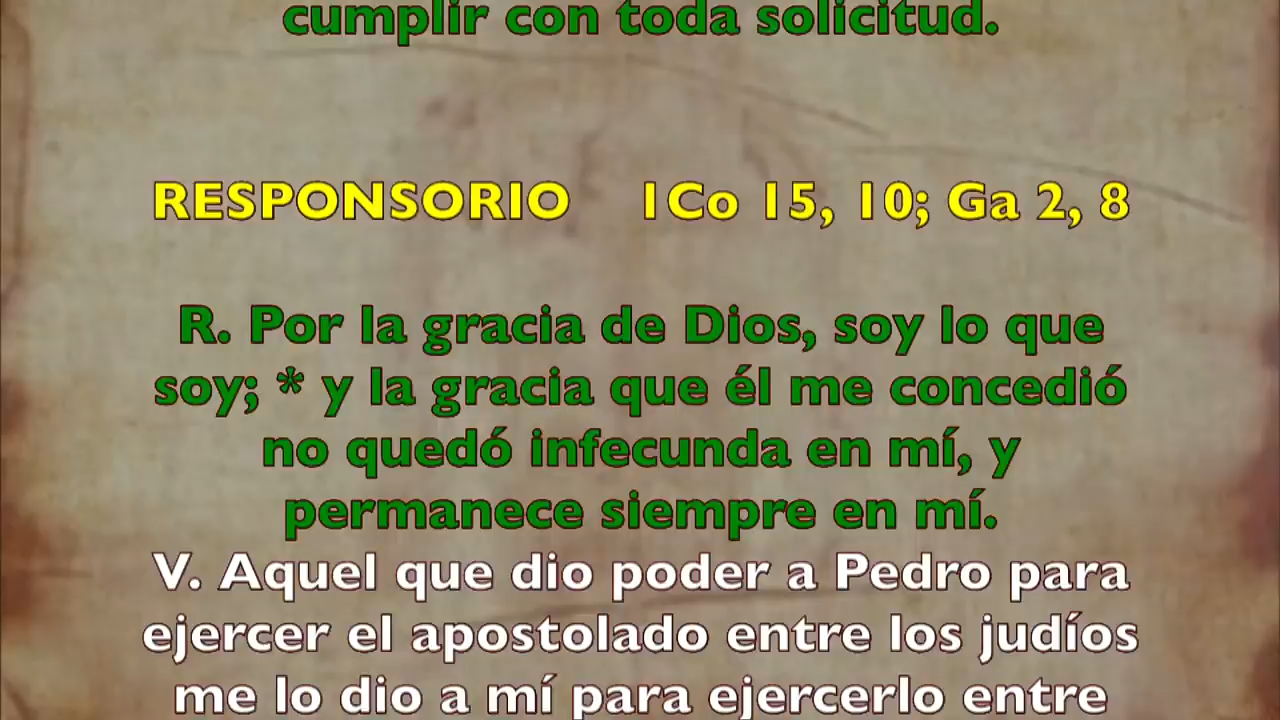 cumplir con toda solicitud.
RESPONSORIO 1Co 15, 10; Ga 2, 8
R. Por la gracia de Dios, soy lo que
soy; * y la gracia que él me concedió
no quedó infecunda en mí, y
permanece siempre en mí.
V. Aquel que dio poder a Pedro para
ejercer el apostolado entre los judíos
me lo dio a mí para ejercerlo entre